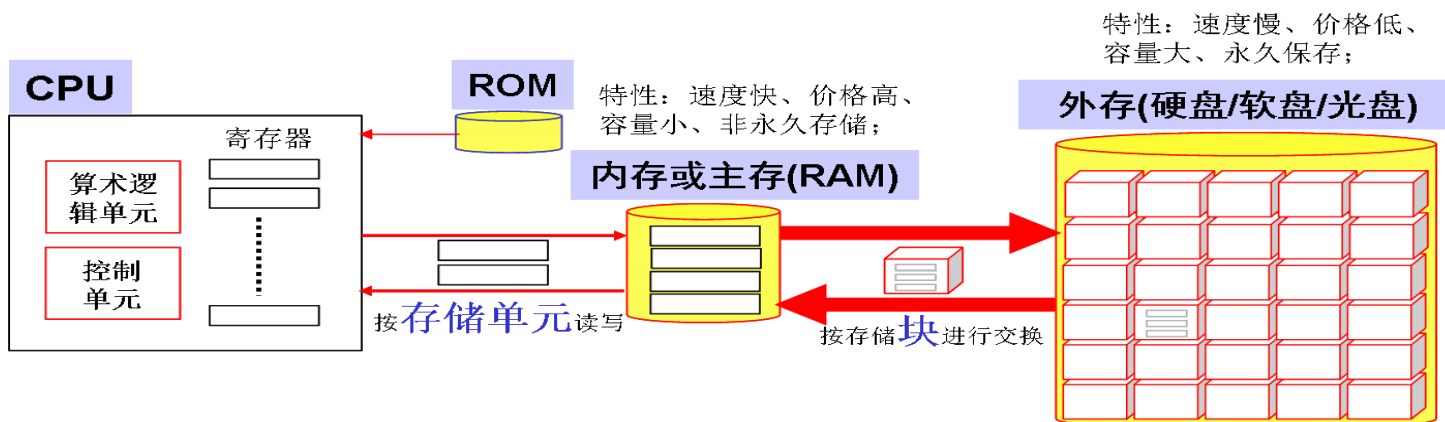 CPU
寄存器
算术逻
辑单元
控制
单元
ROM
特性：速度快、价格高、
容量小、非永久存储；
内存或主存(RAM)
按存储单元读写
特性：速度慢、价格低、
容量大、永久保存；
外存(硬盘/软盘/光盘)
按存储块进行交换